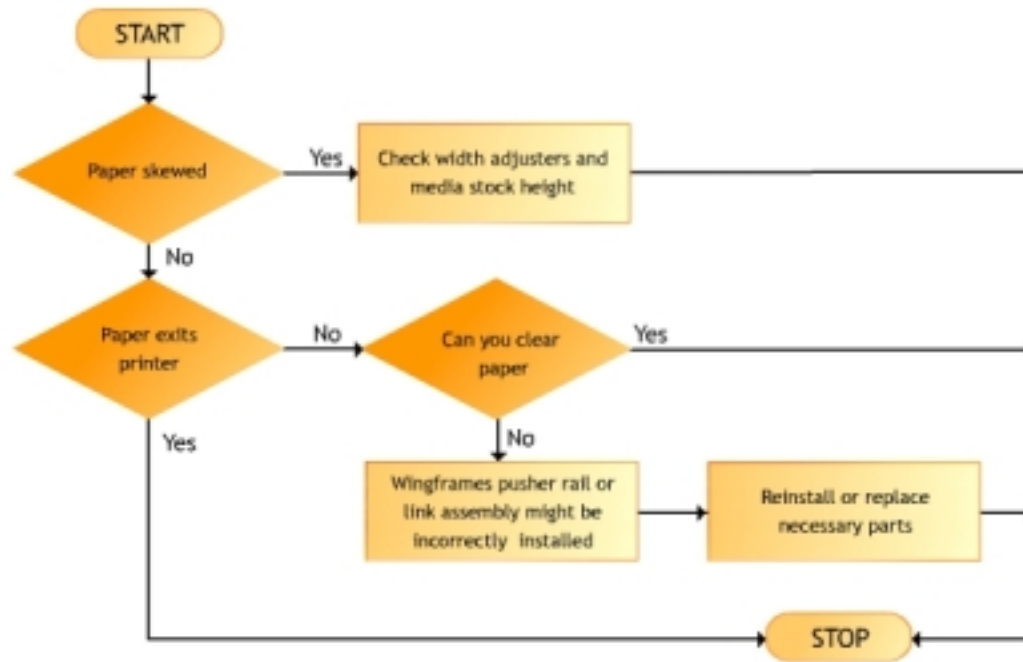 START
Paper skewed
Yes
Check width adjusters and
media stock height
No
Paper exits
printer
No
Can you clear
paper
Yes
Yes
No
Wingframes pusher rail or
link assembly might be
incorrectly installed
Reinstall or replace
necessary parts
STOP